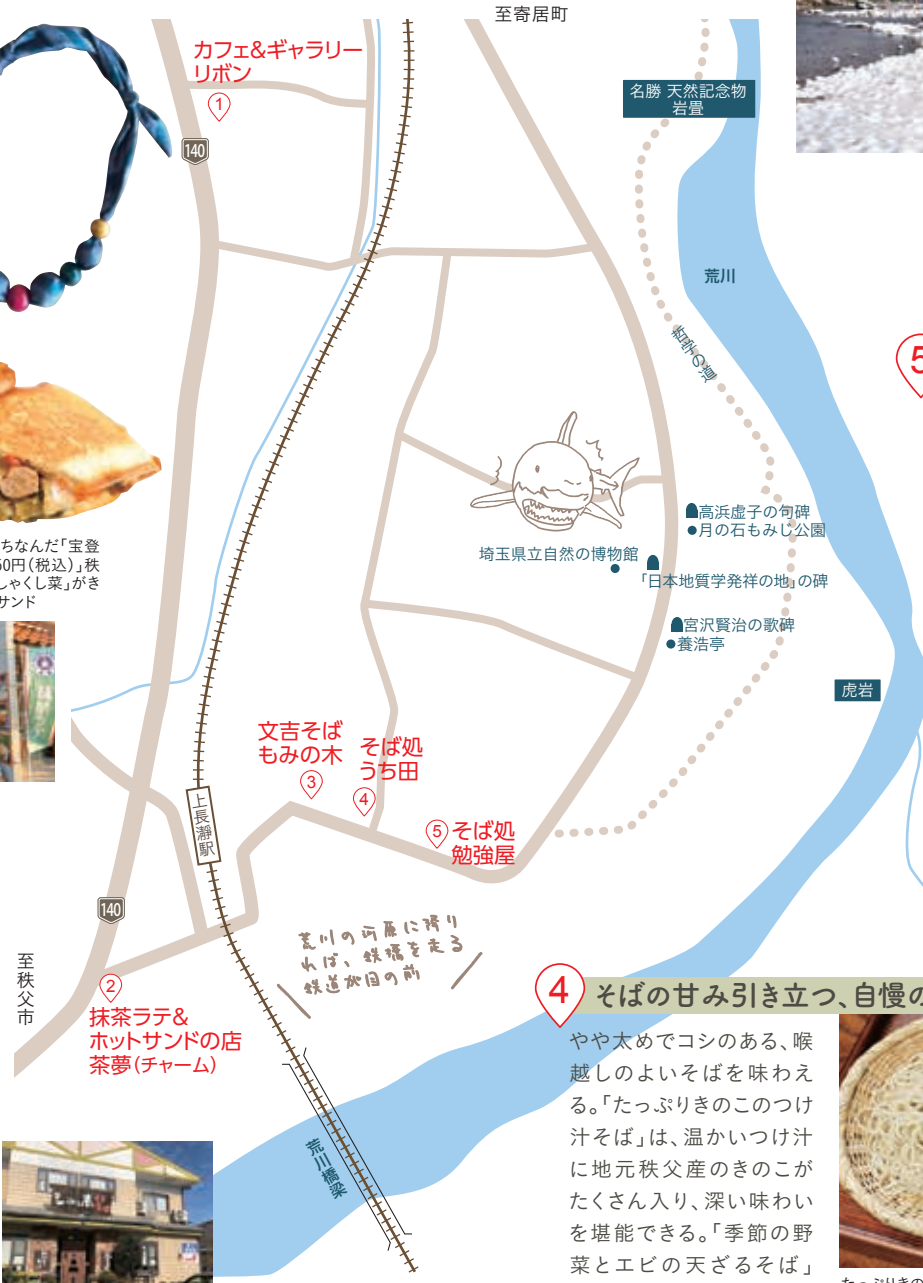 至寄居町
カフェ&ギャラリー
リボン
1
140
名勝 天然記念物
岩畳
荒川
哲学の道
5
ちなんだ「宝登
50円(税込)」秩
しゃくし菜」がき
サンド
高浜虚子の句碑
月の石もみじ公園
埼玉県立自然の博物館
「日本地質学発祥の地」の碑
宮沢賢治の歌碑
養浩亭
虎岩
文吉そば
もみの木
3
そば処
うち田
4
5 そば処
勉強屋
上長瀞駅
140
荒川の河原に降り
れば、鉄橋を走る
鉄道が目の前
至秩父市
2
抹茶ラテ&
ホットサンドの店
茶夢(チャーム)
荒川橋梁
4 そばの甘み引き立つ、自慢の
やや太めでコシのある、喉
越しのよいそばを味わえ
る。「たっぷりきのこのつけ
汁そば」は、温かいつけ汁
に地元秩父産のきのこが
たくさん入り、深い味わい
を堪能できる。「季節の野
菜とエビの天ざるそば」
たっぷりきの